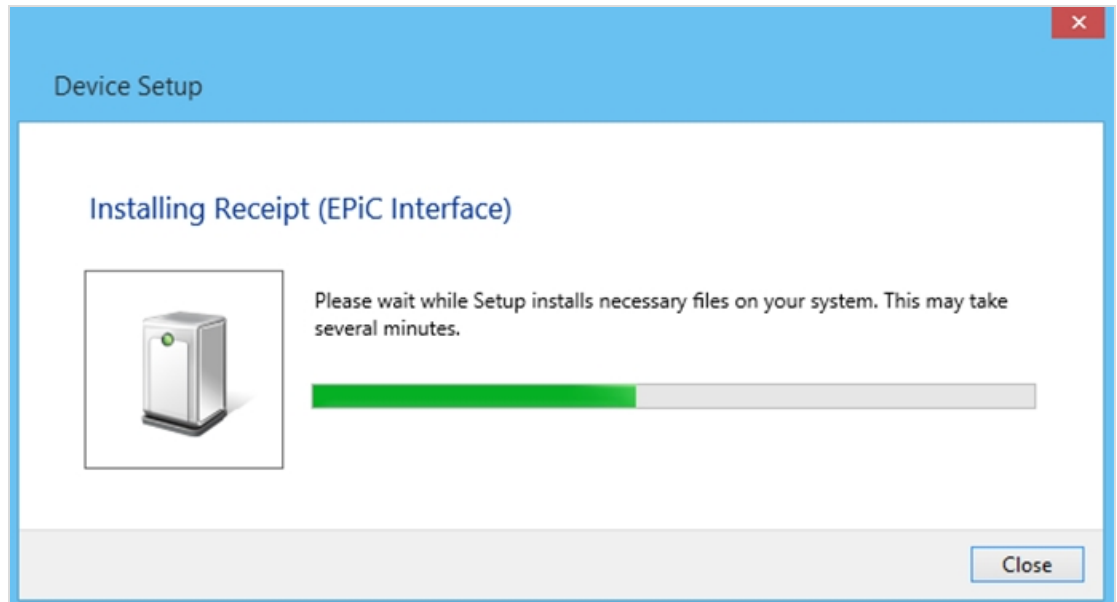 Device Setup
Installing Receipt (EPiC Interface)
Please wait while Setup installs necessary files on your system. This may take
several minutes.
Close